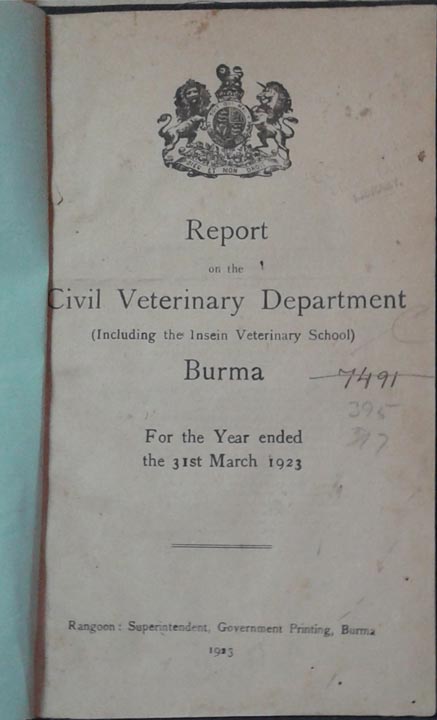 DIEU ET MON DROIT
Report
on the
Civil Veterinary Department
(Including the Insein Veterinary School)
Burma
7491
395
For the Year ended
the 31st March 1923
Rangoon: Superintendent, Government Printing, Burma
1923